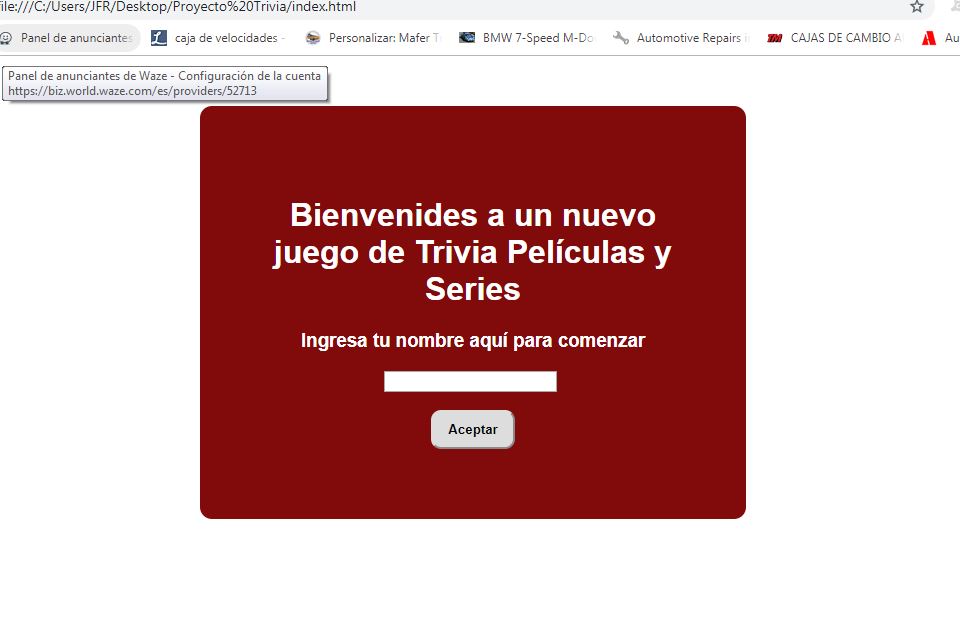 file:///C:/Users/JFR/Desktop/Proyecto%20Trivia/index.html
Panel de anunciantes caja de velocidades - Personalizar: Mafer T BMW 7-Speed M-Do Automotive Repairs i CAJAS DE CAMBIO A Au
Panel de anunciantes de Waze - Configuración de la cuenta
https://biz.world.waze.com/es/providers/52713
Bienvenides a un nuevo
juego de Trivia Películas y
Series
Ingresa tu nombre aquí para comenzar
Aceptar